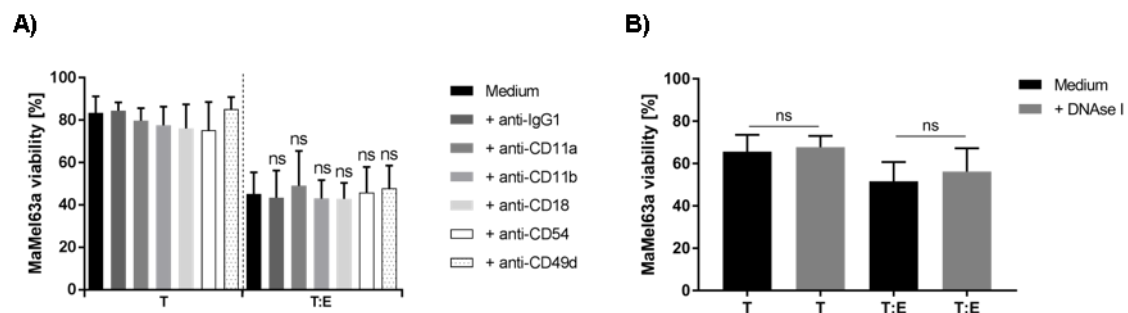 A)
MaMel63a viability [%]
100
80
60
40
20
0
ns
ns
ns
ns
ns
ns
T
T:E
Medium
+ anti-IgG1
+ anti-CD11a
+ anti-CD11b
+ anti-CD18
+ anti-CD54
+ anti-CD49d
B)
MaMel63a viability [%]
100
80
60
40
20
0
ns
ns
T
T
T:E
T:E
Medium
+ DNAse I